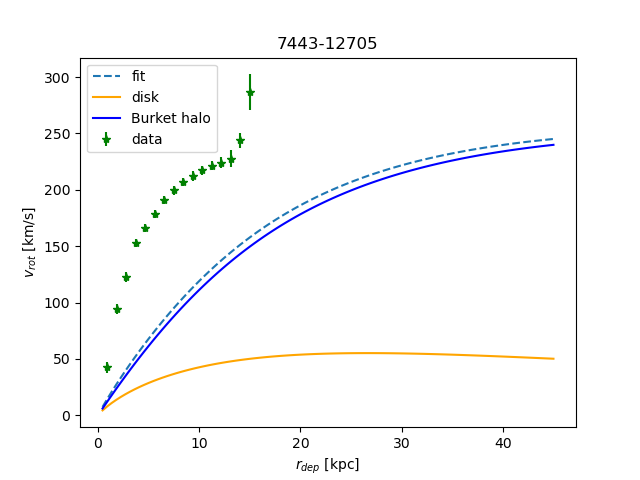 7443-12705
fit
disk
Burket halo
data
300
250
200
150
100
50
0
v_rot [km/s]
0 10 20 30 40
r_dep [kpc]